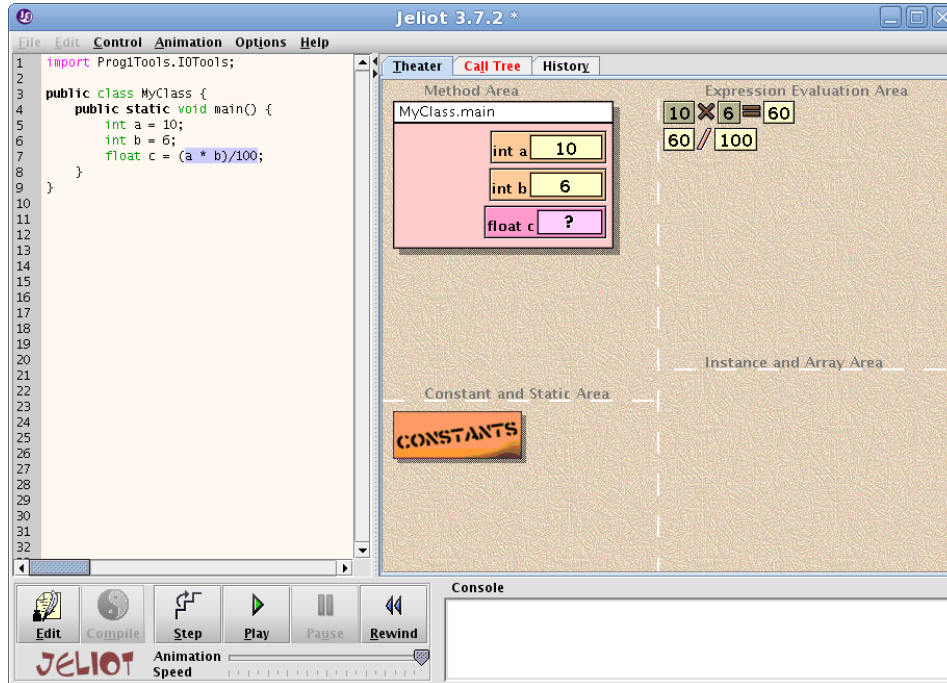 Jeliot 3.7.2 *
File Edit Control Animation Options Help
1 import Prog1Tools.IOTools;
2
3 public class MyClass {
4 public static void main() {
5 int a = 10;
6 int b = 6;
7 float c = (a * b)/100;
8 }
9 }
10
11
12
13
14
15
16
17
18
19
20
21
22
23
24
25
26
27
28
29
30
31
32
Theater Call Tree History
Method Area
MyClass.main
int a 10
int b 6
float c ?
Expression Evaluation Area
10 × 6 = 60
60 / 100
Constant and Static Area
CONSTANTS
Instance and Array Area
Edit Compile Step Play Pause Rewind
JELIOT
Animation
Speed
Console